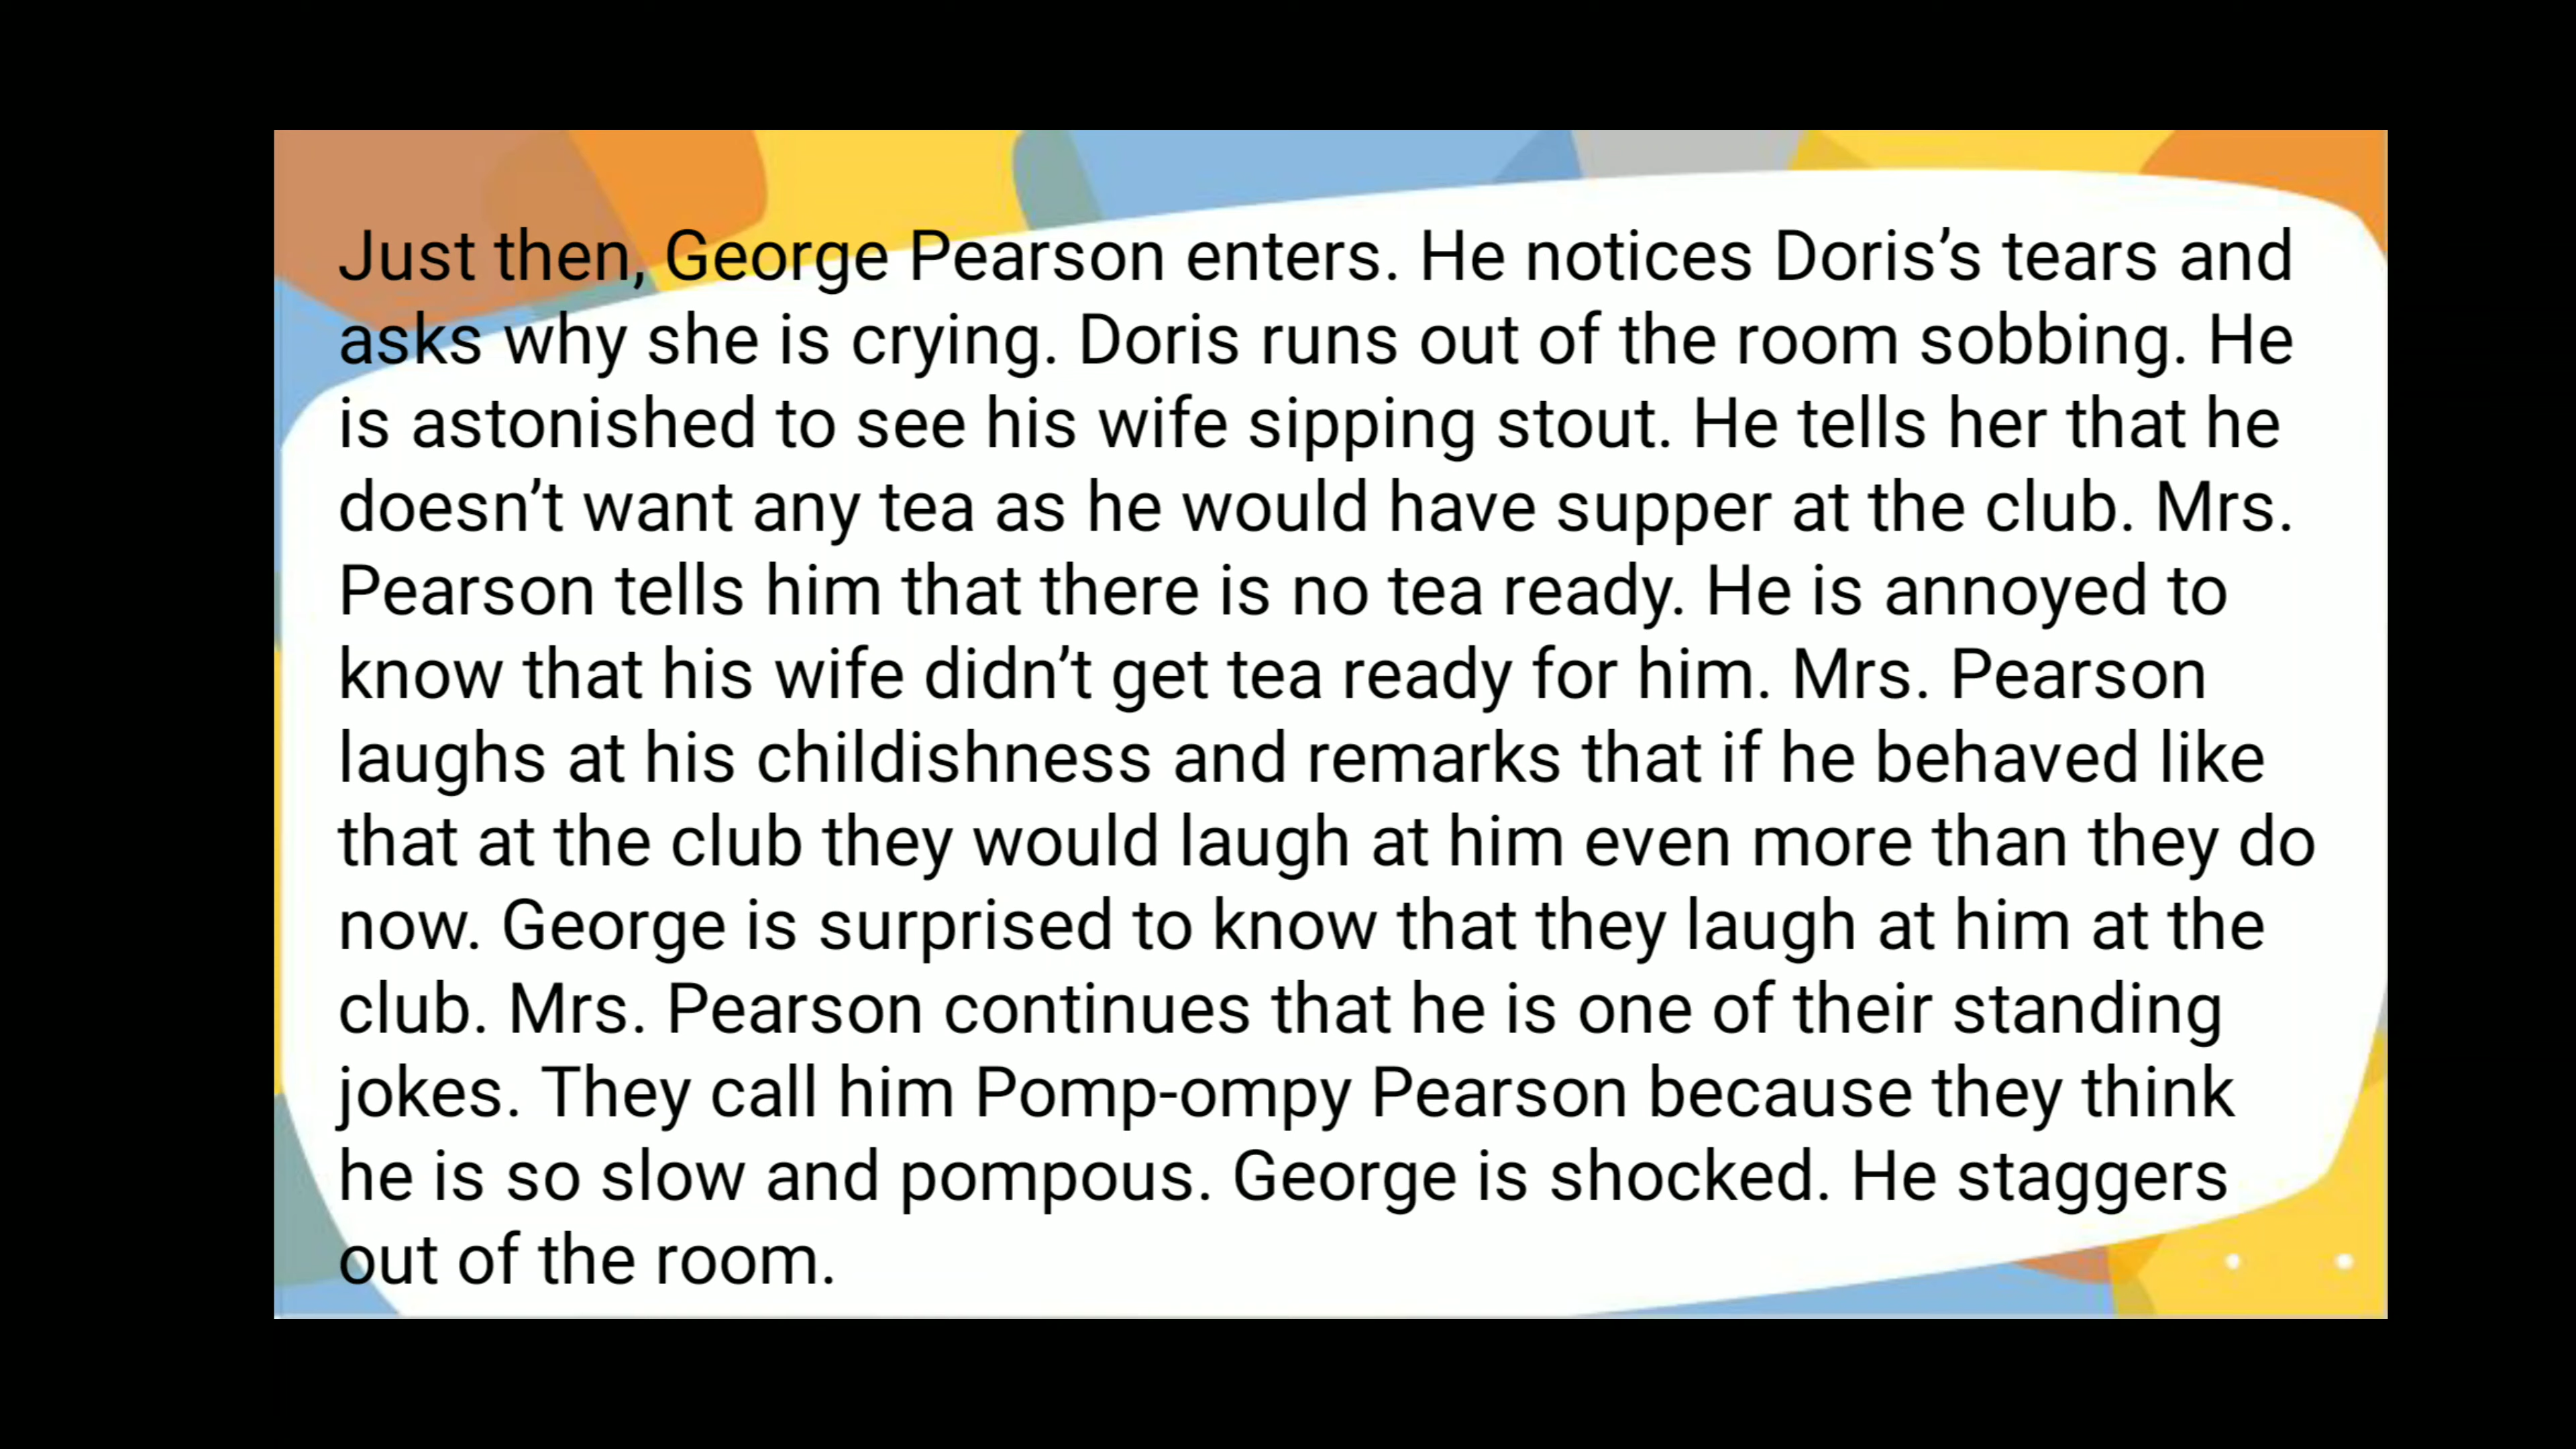 Just then, George Pearson enters. He notices Doris’s tears and
asks why she is crying. Doris runs out of the room sobbing. He
is astonished to see his wife sipping stout. He tells her that he
doesn’t want any tea as he would have supper at the club. Mrs.
Pearson tells him that there is no tea ready. He is annoyed to
know that his wife didn’t get tea ready for him. Mrs. Pearson
laughs at his childishness and remarks that if he behaved like
that at the club they would laugh at him even more than they do
now. George is surprised to know that they laugh at him at the
club. Mrs. Pearson continues that he is one of their standing
jokes. They call him Pomp-ompy Pearson because they think
he is so slow and pompous. George is shocked. He staggers
out of the room.